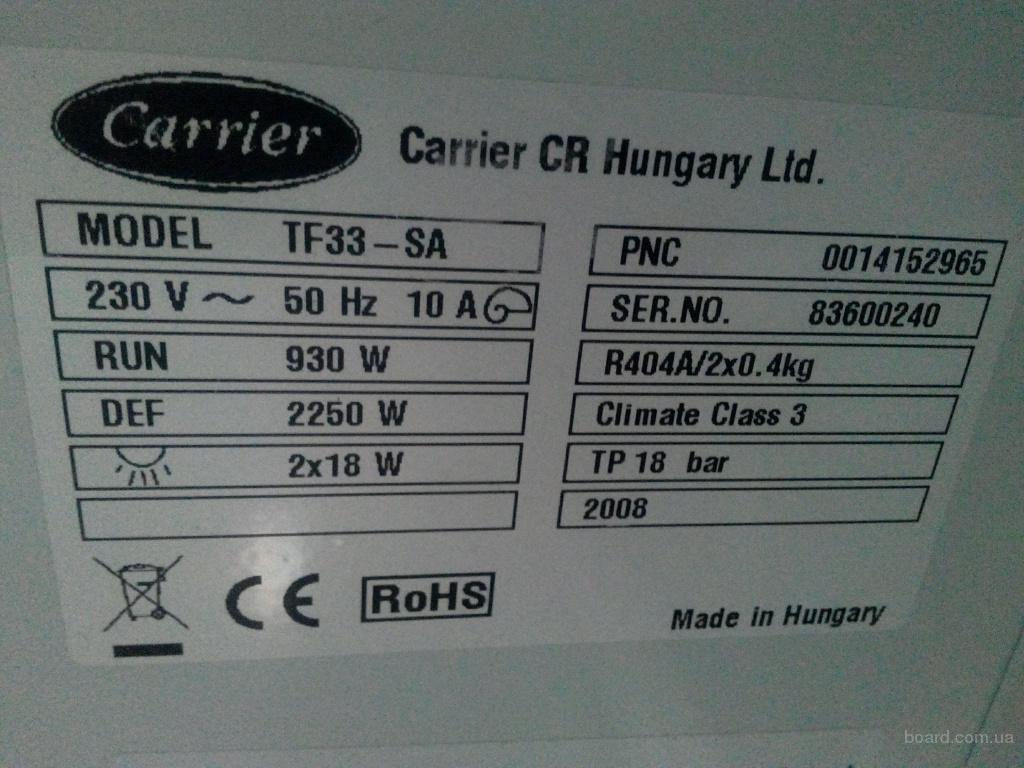 Carrier
Carrier CR Hungary Ltd.
MODEL TF33-SA
230 V ~ 50 Hz 10 A
RUN 930 W
DEF 2250 W
2x18 W
PNC 0014152965
SER.NO. 83600240
R404A/2x0.4kg
Climate Class 3
TP 18 bar
2008
CE
RoHS
Made in Hungary
board.com.ua